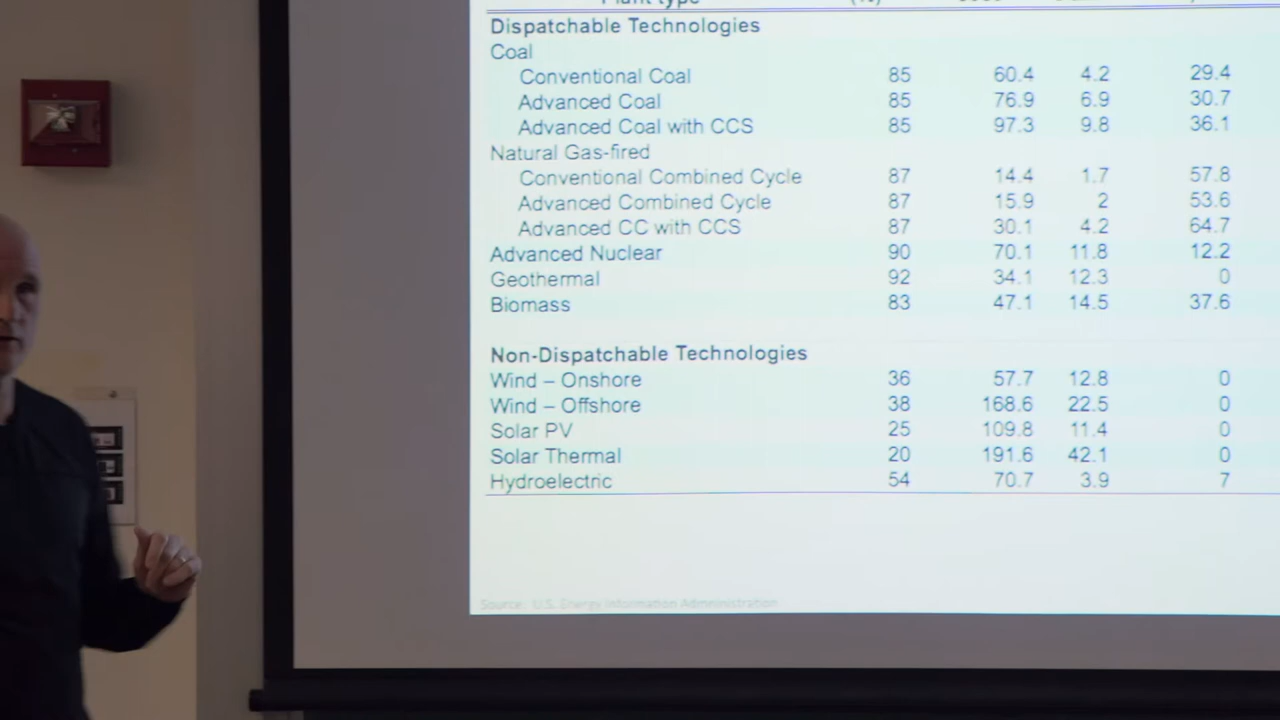 Plant type (%)
Dispatchable Technologies
Coal
Conventional Coal 85 60.4 4.2 29.4
Advanced Coal 85 76.9 6.9 30.7
Advanced Coal with CCS 85 97.3 9.8 36.1
Natural Gas-fired
Conventional Combined Cycle 87 14.4 1.7 57.8
Advanced Combined Cycle 87 15.9 2 53.6
Advanced CC with CCS 87 30.1 4.2 64.7
Advanced Nuclear 90 70.1 11.8 12.2
Geothermal 92 34.1 12.3 0
Biomass 83 47.1 14.5 37.6
Non-Dispatchable Technologies
Wind – Onshore 36 57.7 12.8 0
Wind – Offshore 38 168.6 22.5 0
Solar PV 25 109.8 11.4 0
Solar Thermal 20 191.6 42.1 0
Hydroelectric 54 70.7 3.9 7
Source: U.S. Energy Information Administration